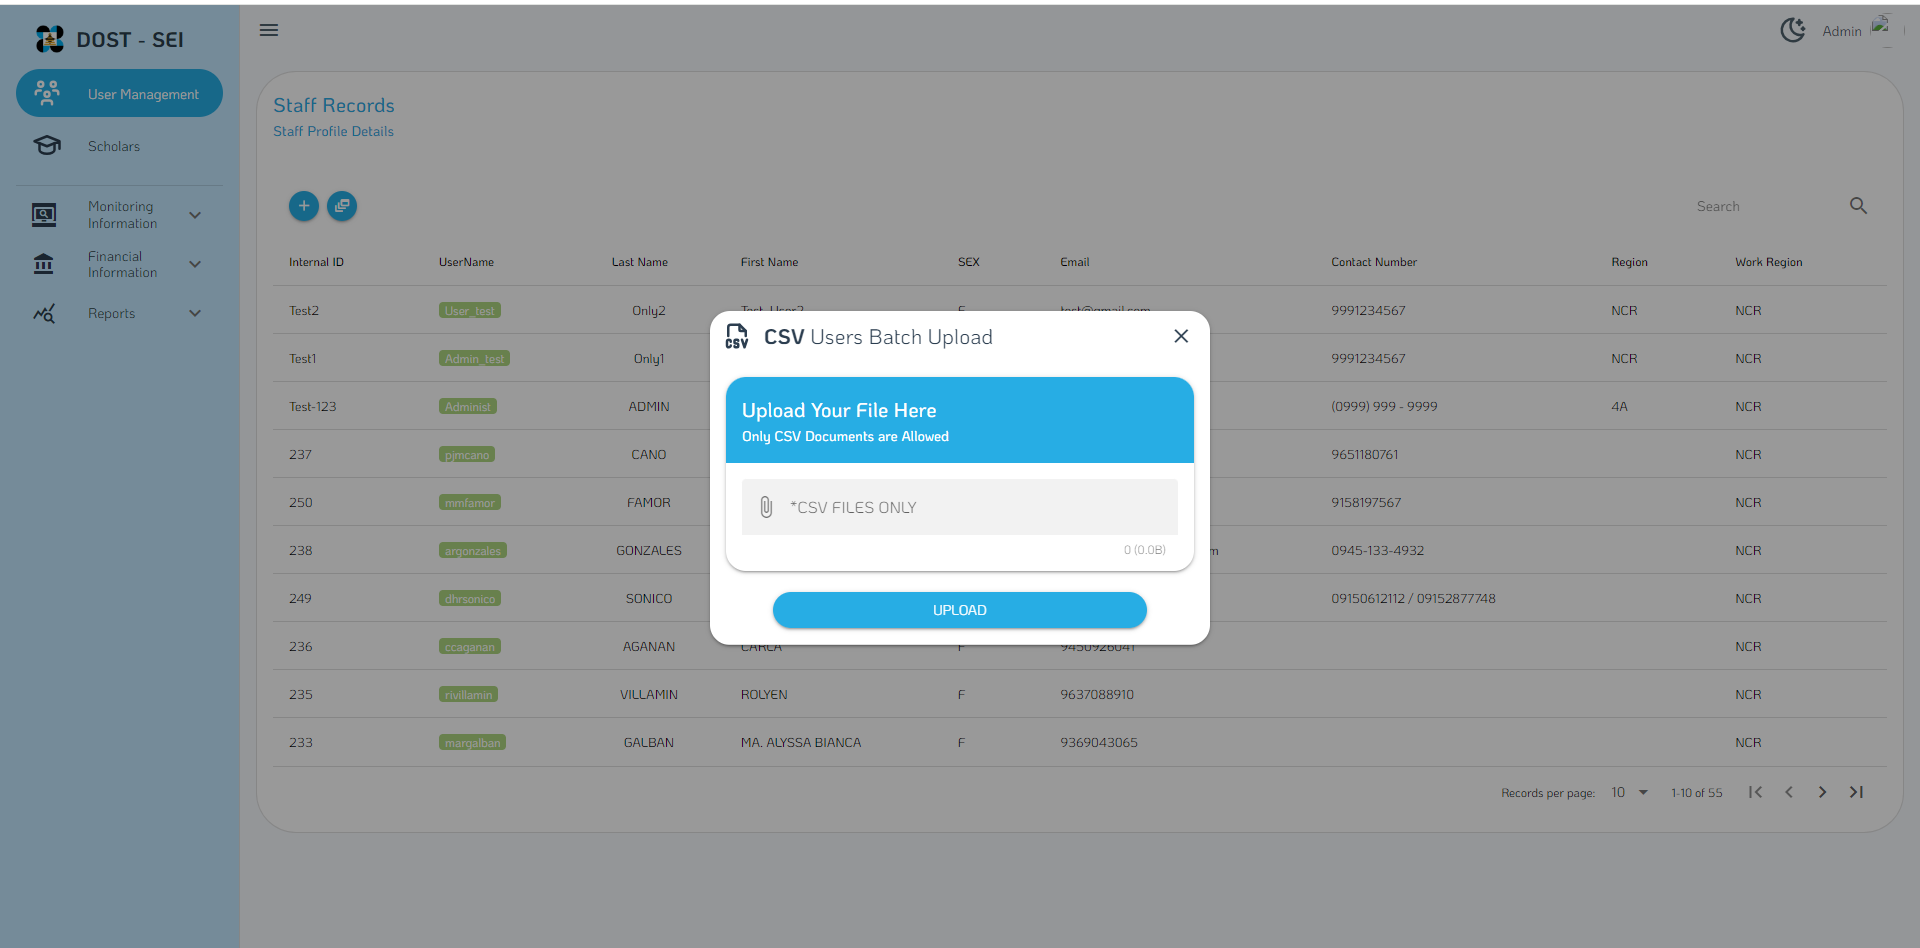 DOST - SEI
Admin
User Management
Scholars
Monitoring
Information
Financial
Information
Reports
Staff Records
Staff Profile Details
Search
Internal ID UserName Last Name First Name SEX Email Contact Number Region Work Region
Test2 User_test Only2 Test_User2 F test@gmail.com 9991234567 NCR NCR
Test1 Admin_test Only1 9991234567 NCR NCR
Test-123 Administ ADMIN (0999) 999 - 9999 4A NCR
237 pjmcano CANO 9651180761 NCR
250 mmfamor FAMOR 9158197567 NCR
238 argonzales GONZALES m 0945-133-4932 NCR
249 dhrsonico SONICO 09150612112 / 09152877748 NCR
236 ccaganan AGANAN CARLA F 9450926041 NCR
235 rivillamin VILLAMIN ROLYEN F 9637088910 NCR
233 margalban GALBAN MA. ALYSSA BIANCA F 9369043065 NCR
Records per page: 10 1-10 of 55
CSV CSV Users Batch Upload
Upload Your File Here
Only CSV Documents are Allowed
*CSV FILES ONLY
0 (0.0B)
UPLOAD